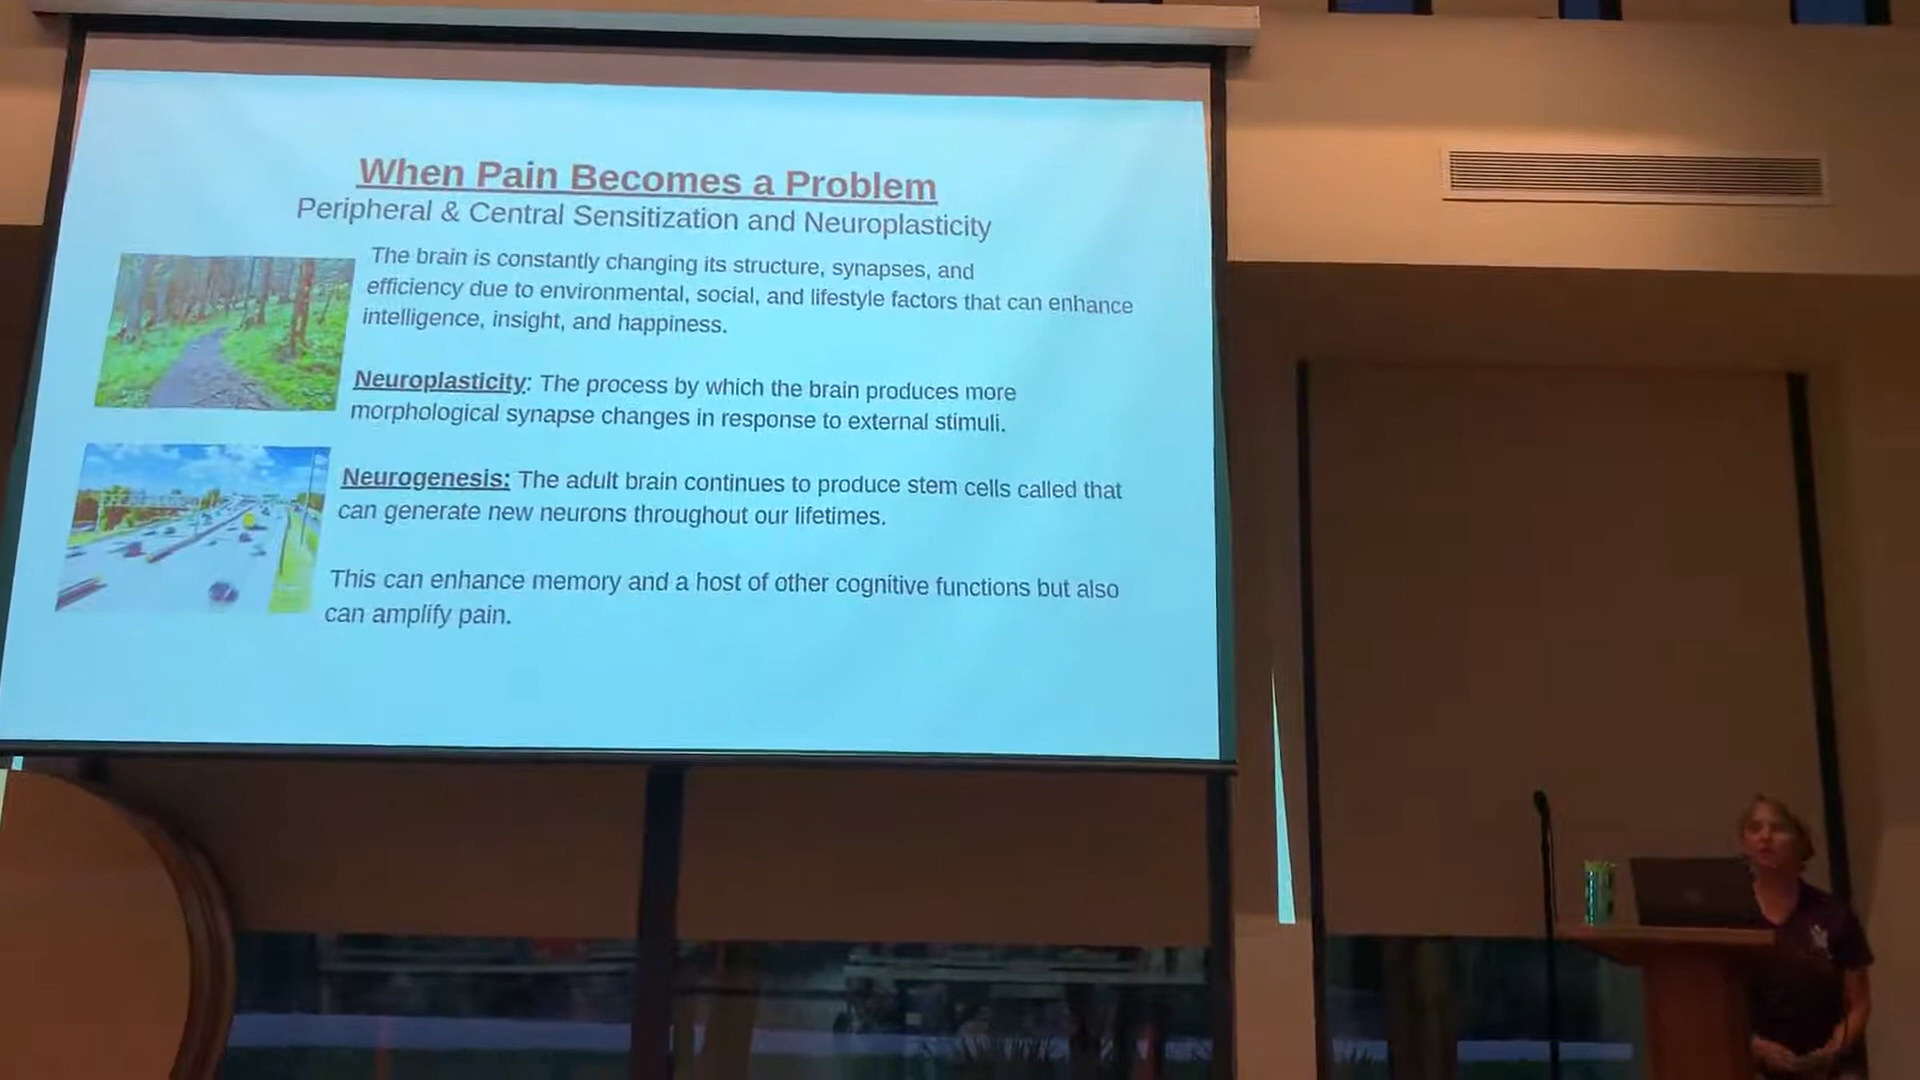 When Pain Becomes a Problem
Peripheral & Central Sensitization and Neuroplasticity
The brain is constantly changing its structure, synapses, and
efficiency due to environmental, social, and lifestyle factors that can enhance
intelligence, insight, and happiness.
Neuroplasticity: The process by which the brain produces more
morphological synapse changes in response to external stimuli.
Neurogenesis: The adult brain continues to produce stem cells called that
can generate new neurons throughout our lifetimes.
This can enhance memory and a host of other cognitive functions but also
can amplify pain.